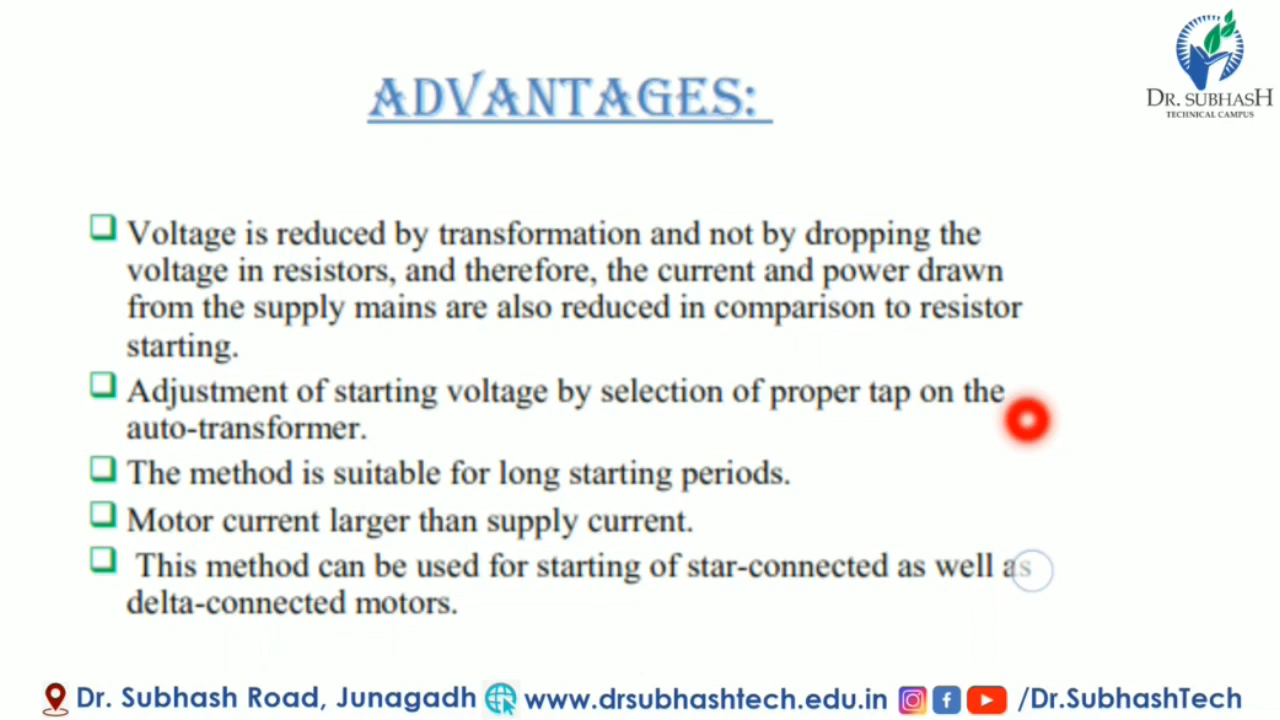 DR. SUBHASH
TECHNICAL CAMPUS
ADVANTAGES:
Voltage is reduced by transformation and not by dropping the
voltage in resistors, and therefore, the current and power drawn
from the supply mains are also reduced in comparison to resistor
starting.
Adjustment of starting voltage by selection of proper tap on the
auto-transformer.
The method is suitable for long starting periods.
Motor current larger than supply current.
This method can be used for starting of star-connected as well as
delta-connected motors.
Dr. Subhash Road, Junagadh www.drsubhashtech.edu.in /Dr.SubhashTech